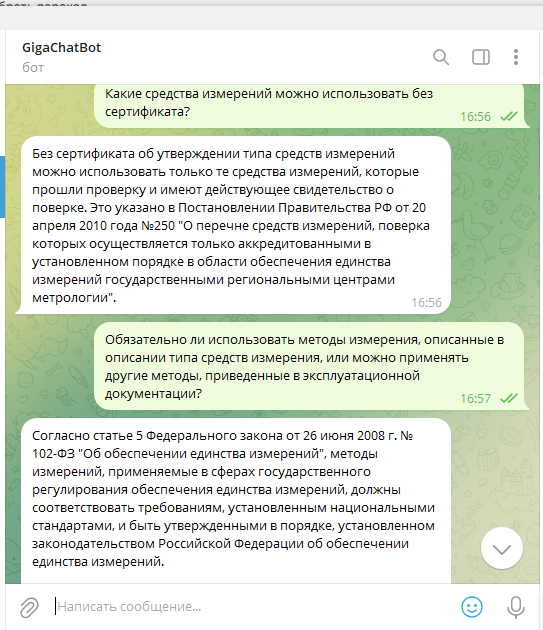 GigaChatBot
бот
Какие средства измерений можно использовать без
сертификата?
16:56
Без сертификата об утверждении типа средств измерений
можно использовать только те средства измерений, которые
прошли проверку и имеют действующее свидетельство о
поверке. Это указано в Постановлении Правительства РФ от 20
апреля 2010 года №250 "О перечне средств измерений, поверка
которых осуществляется только аккредитованными в
установленном порядке в области обеспечения единства
измерений государственными региональными центрами
метрологии".
16:56
Обязательно ли использовать методы измерения, описанные в
описании типа средств измерения, или можно применять
другие методы, приведенные в эксплуатационной
документации?
16:57
Согласно статье 5 Федерального закона от 26 июня 2008 г. №
102-ФЗ "Об обеспечении единства измерений", методы
измерений, применяемые в сферах государственного
регулирования обеспечения единства измерений, должны
соответствовать требованиям, установленным национальными
стандартами, и быть утвержденными в порядке, установленном
законодательством Российской Федерации об обеспечении
единства измерений.
Написать сообщение...